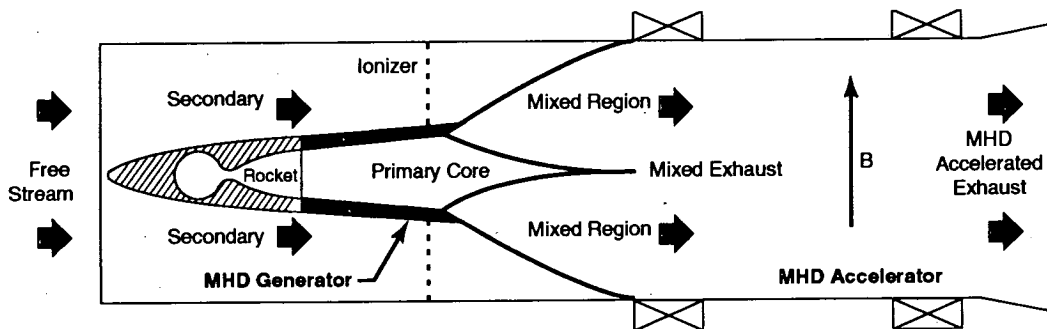 Ionizer
Secondary
Mixed Region
Free
Stream
Rocket
Primary Core
Mixed Exhaust
B
MHD
Accelerated
Exhaust
Secondary
Mixed Region
MHD Generator
MHD Accelerator